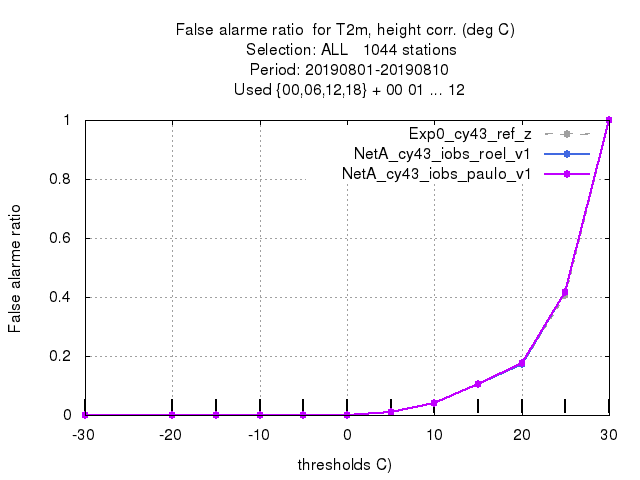 False alarme ratio  for T2m, height corr. (deg C)
Selection: ALL   1044 stations
Period: 20190801-20190810
Used {00,06,12,18} + 00 01 ... 12
Exp0_cy43_ref_z
NetA_cy43_iobs_roel_v1
NetA_cy43_iobs_paulo_v1
False alarme ratio
1
0.8
0.6
0.4
0.2
0
-30 -20 -10 0 10 20 30
thresholds C)